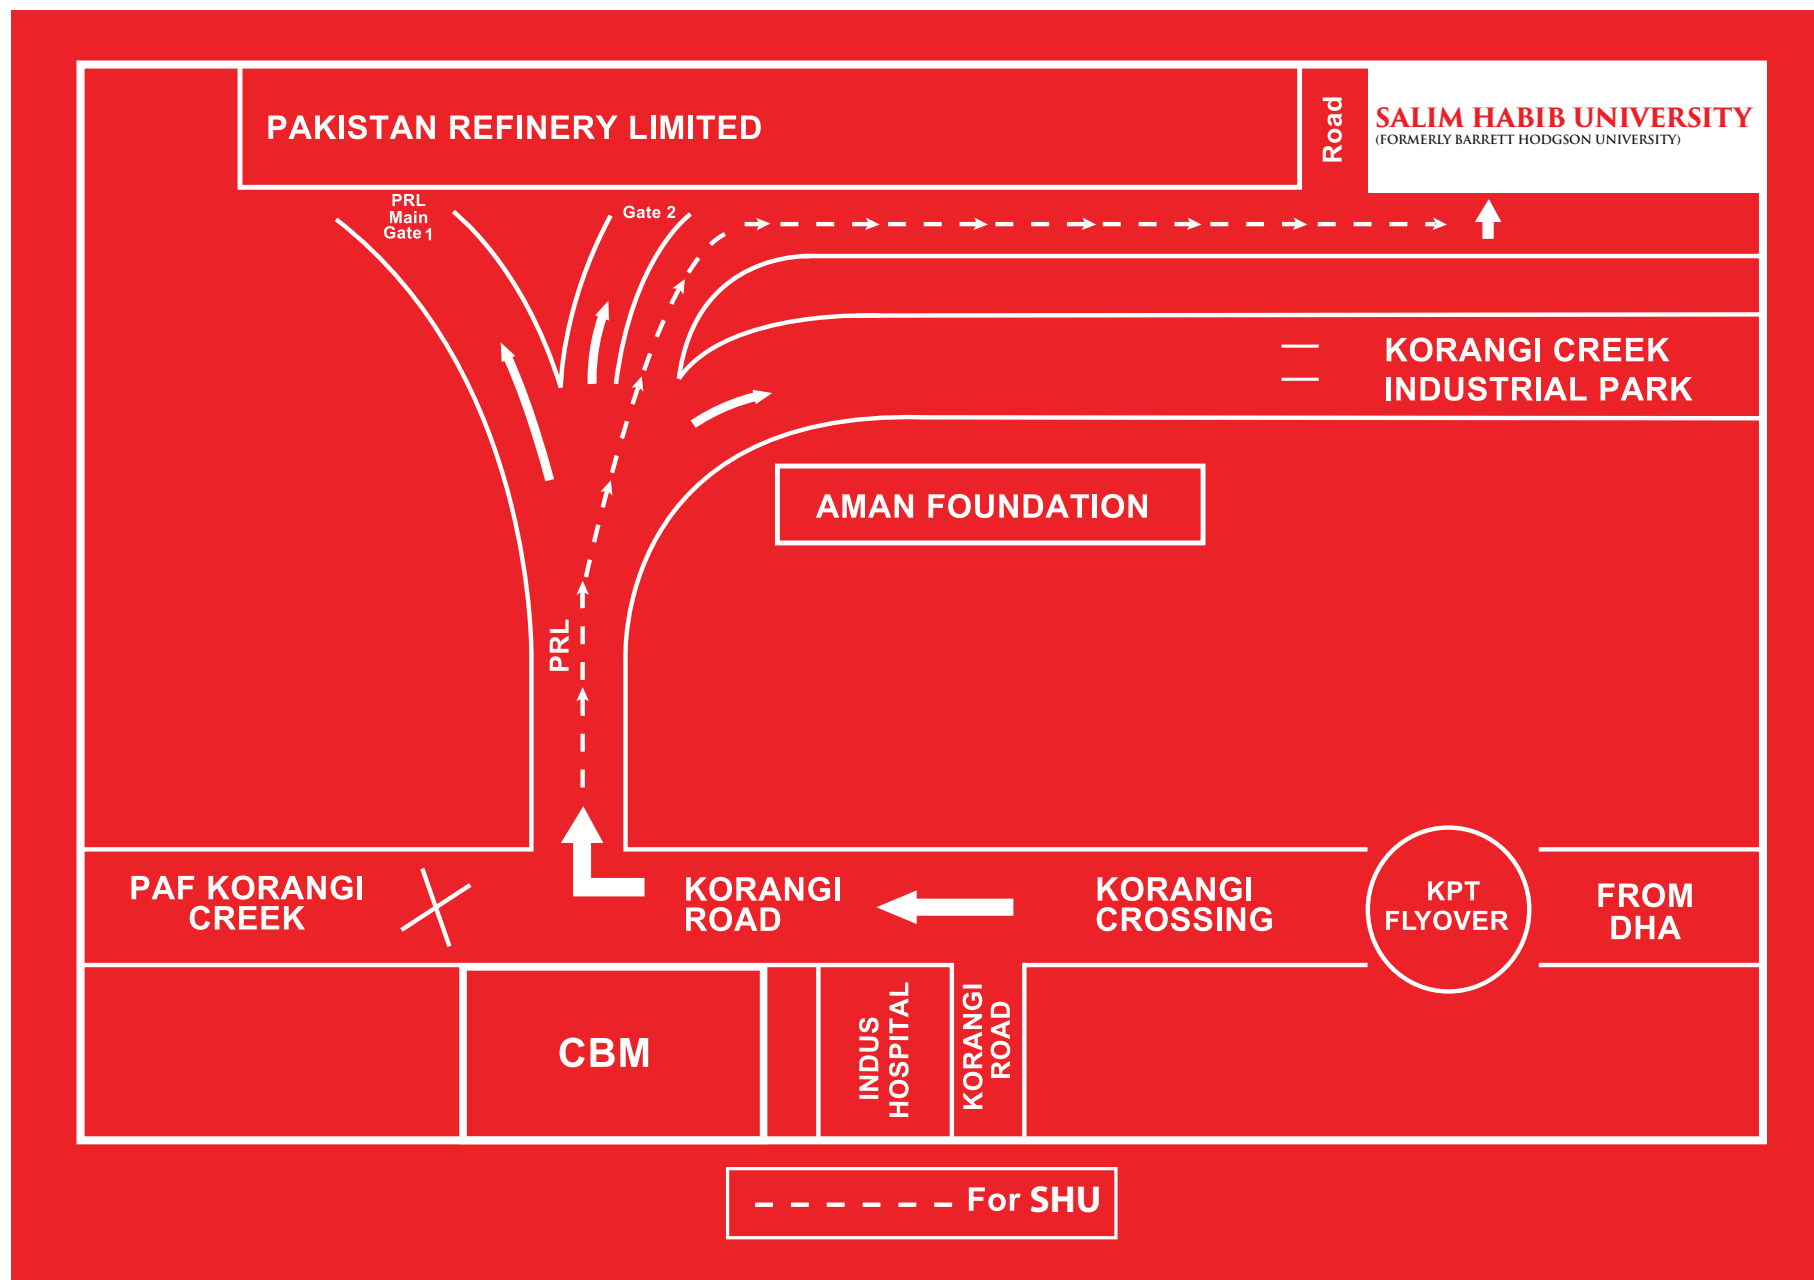 PAKISTAN REFINERY LIMITED
Road
SALIM HABIB UNIVERSITY
(FORMERLY BARRETT HODGSON UNIVERSITY)
PRL
Main
Gate 1
Gate 2
KORANGI CREEK
INDUSTRIAL PARK
AMAN FOUNDATION
PRL
PAF KORANGI
CREEK
KORANGI
ROAD
KORANGI
CROSSING
KPT
FLYOVER
FROM
DHA
CBM
INDUS
HOSPITAL
KORANGI
ROAD
For SHU